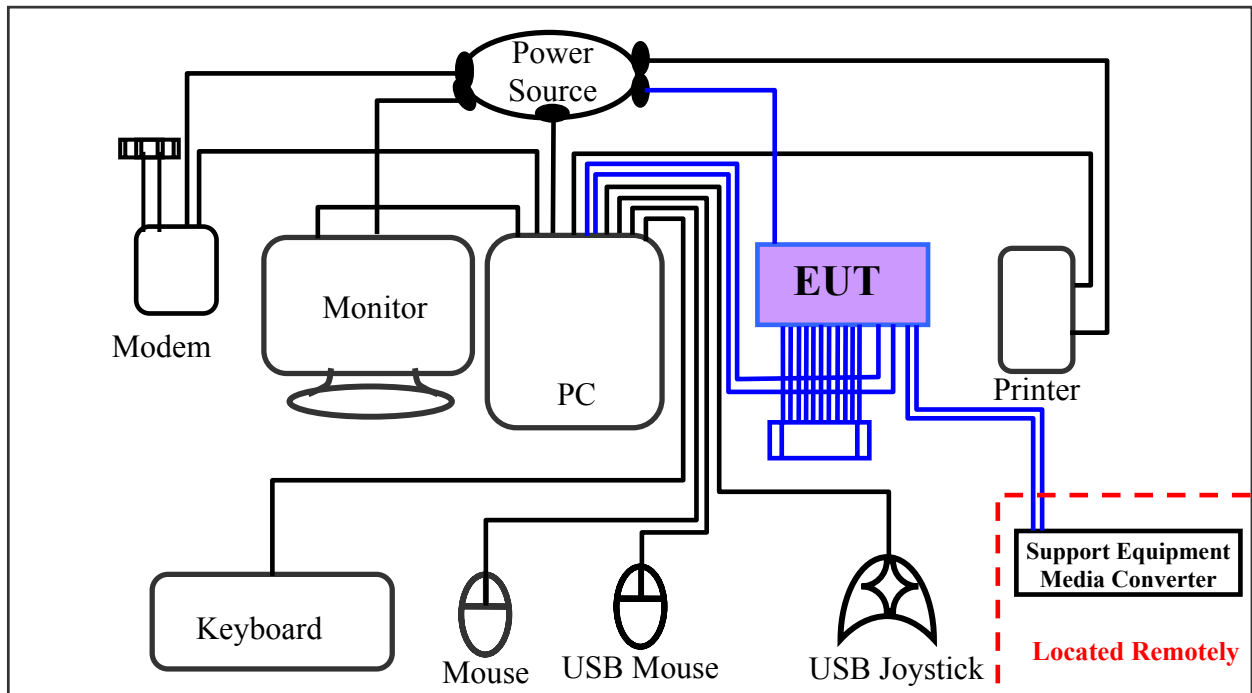 Power
Source
EUT
Monitor
Modem
PC
Printer
Support Equipment
Media Converter
Keyboard
Mouse
USB Mouse
USB Joystick
Located Remotely